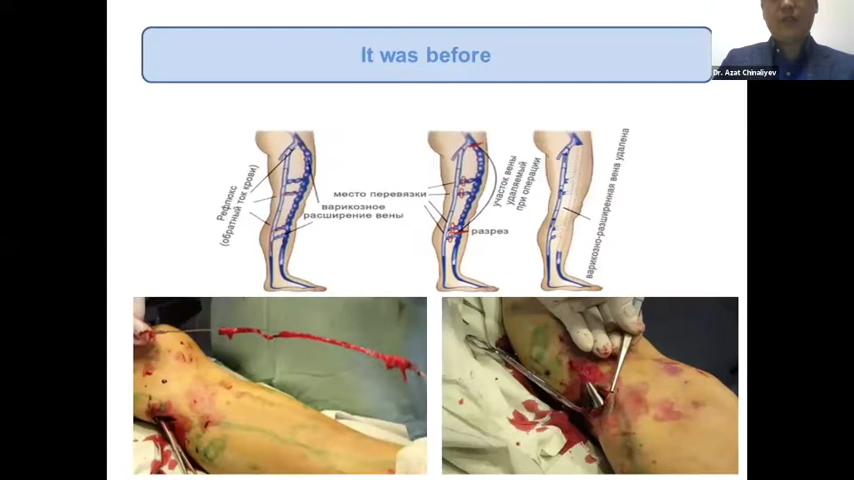 It was before
Dr. Azat Chinaliyev
Рефлюкс
(обратный ток крови)
место перевязки
варикозное
расширение вены
участок вены
удаляемый
при операции
разрез
варикозно-расширенная вена удалена